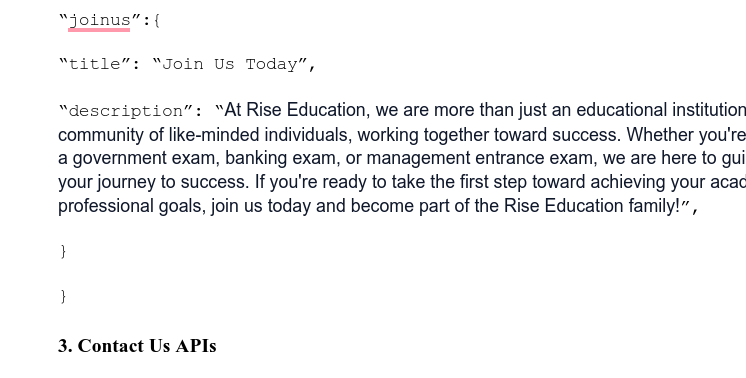 “joinus”:{
“title”: “Join Us Today”,
“description”: “At Rise Education, we are more than just an educational institution
community of like-minded individuals, working together toward success. Whether you're
a government exam, banking exam, or management entrance exam, we are here to
your journey to success. If you're ready to take the first step toward achieving your
professional goals, join us today and become part of the Rise Education family!”,
}
}
3. Contact Us APIs